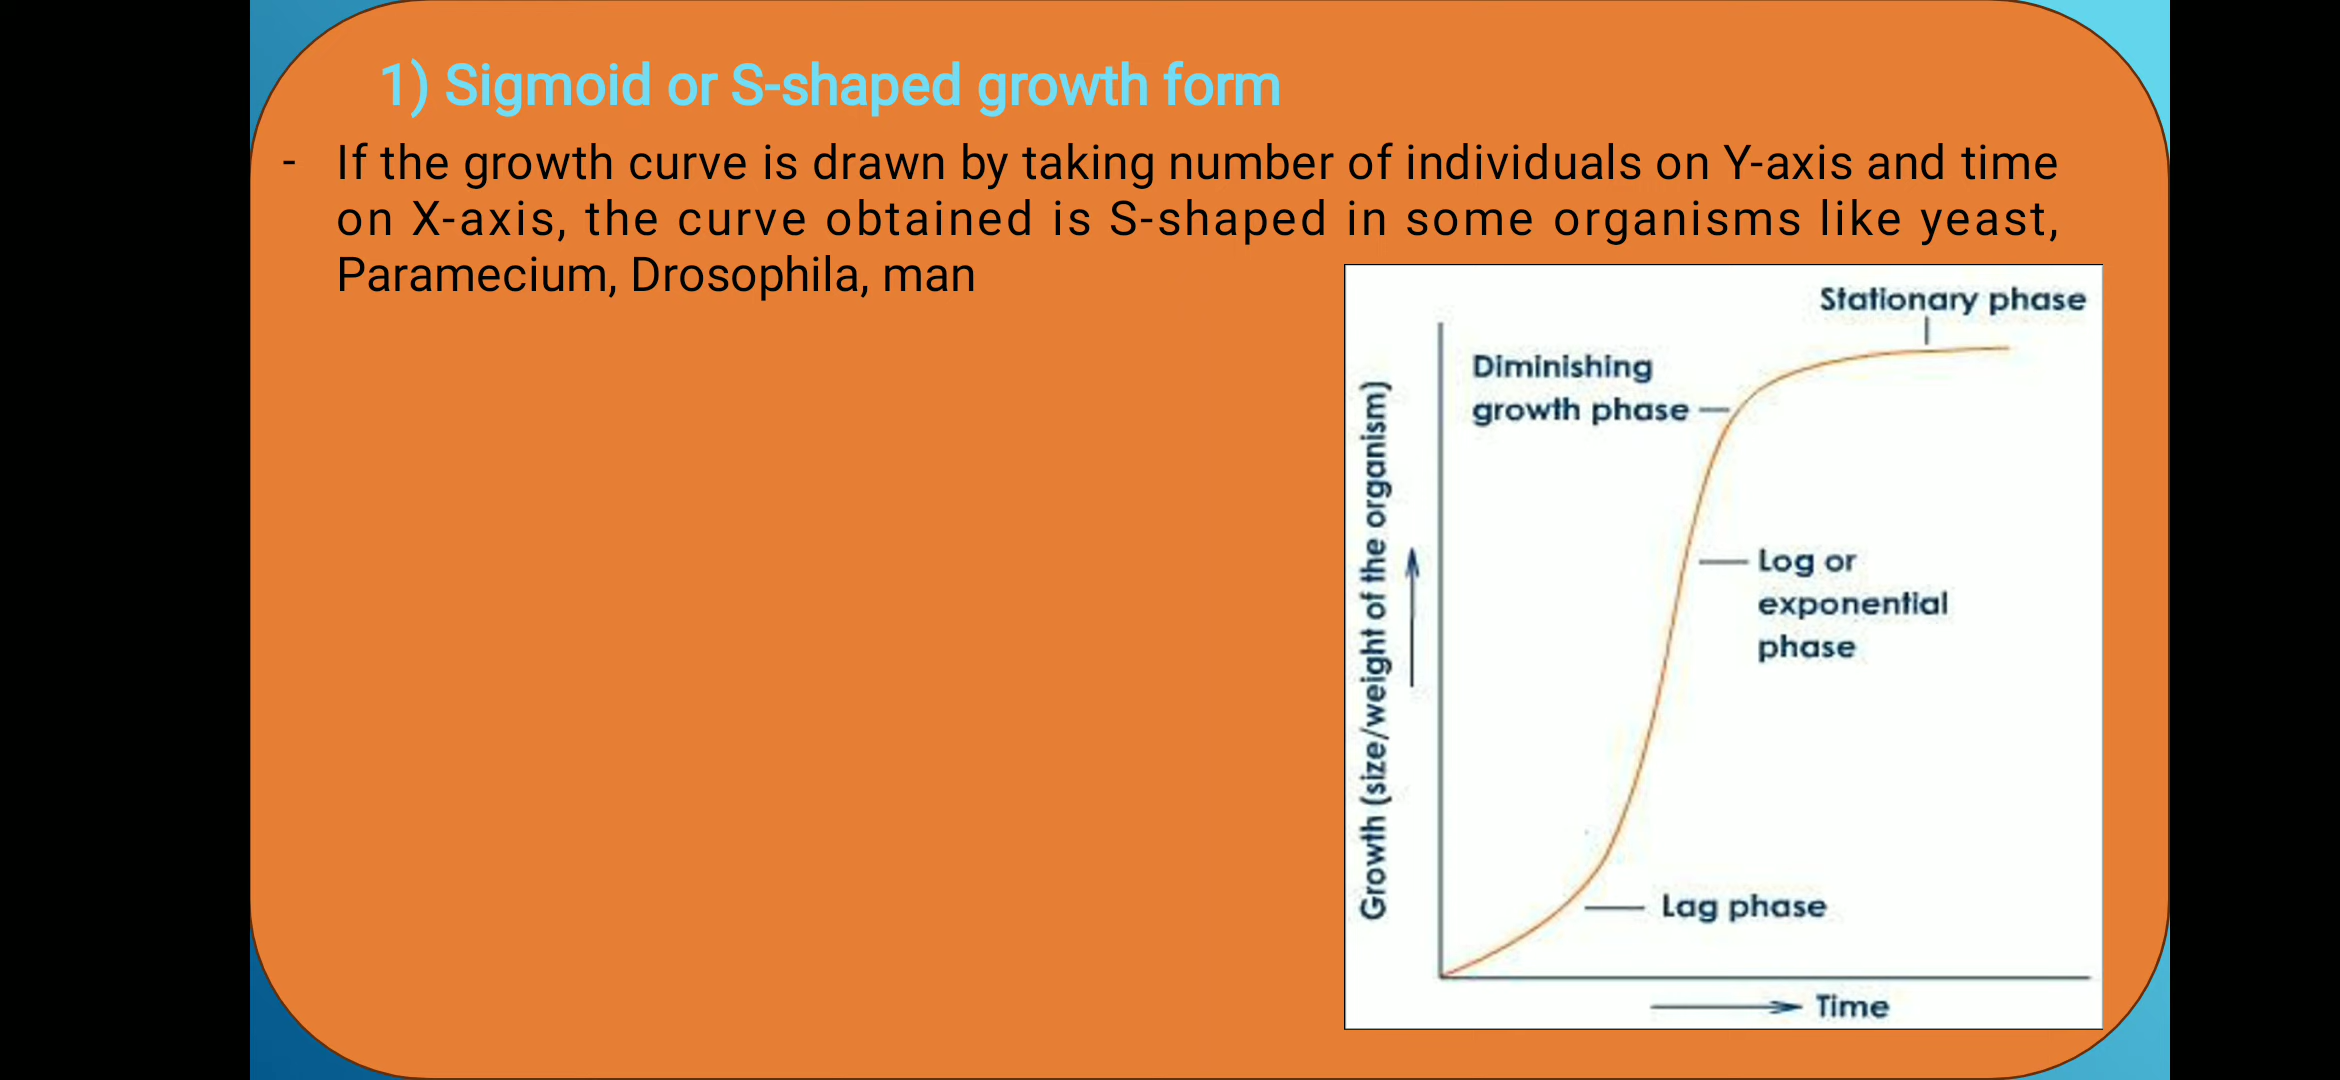 1) Sigmoid or S-shaped growth form
- If the growth curve is drawn by taking number of individuals on Y-axis and time
on X-axis, the curve obtained is S-shaped in some organisms like yeast,
Paramecium, Drosophila, man
Stationary phase
Diminishing
growth phase
Growth (size/weight of the organism)
Log or
exponential
phase
Lag phase
Time